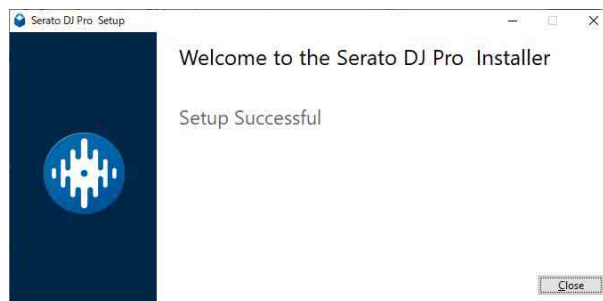 Serato DJ Pro Setup
Welcome to the Serato DJ Pro Installer
Setup Successful
Close